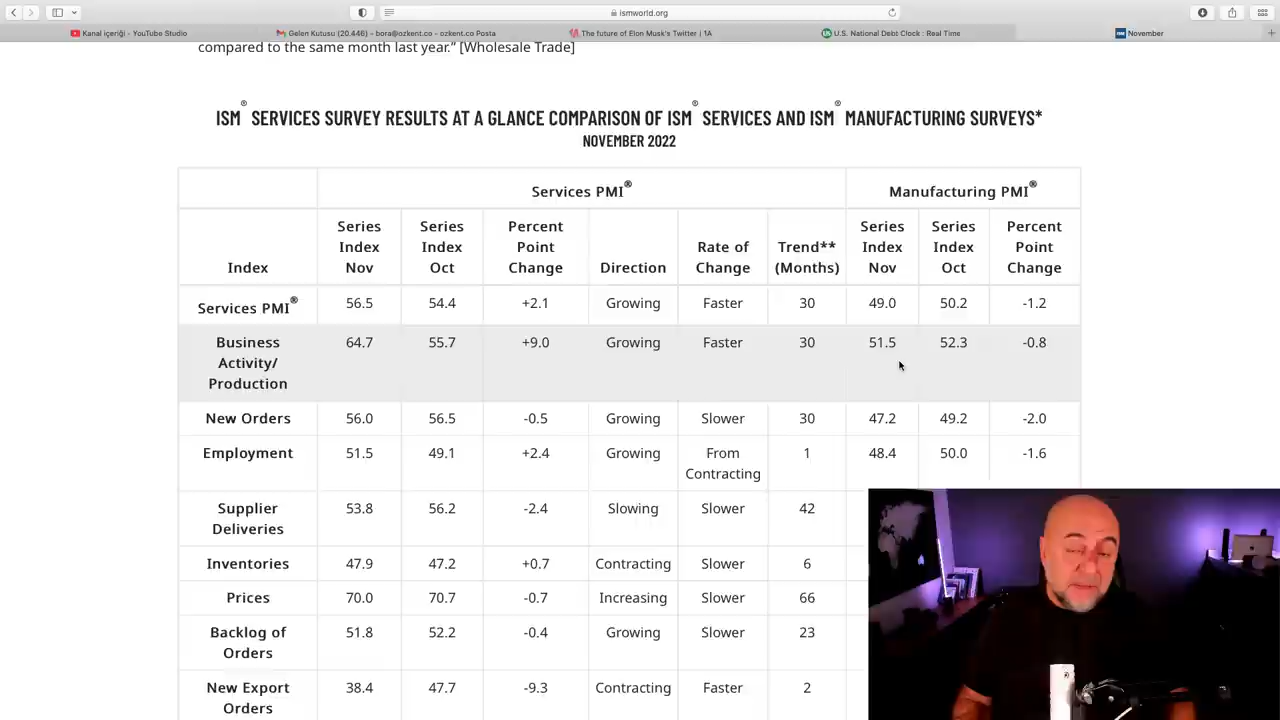 ismworld.org
Kanal içeriği - YouTube Studio
Gelen Kutusu (20.446) – bora@ozkent.co - ozkent.co Posta
The future of Elon Musk's Twitter | 1A
U.S. National Debt Clock : Real Time
ISM November
compared to the same month last year.” [Wholesale Trade]
ISM® SERVICES SURVEY RESULTS AT A GLANCE COMPARISON OF ISM® SERVICES AND ISM® MANUFACTURING SURVEYS*
NOVEMBER 2022
Services PMI® Manufacturing PMI®
Index Series Index Nov Series Index Oct Percent Point Change Direction Rate of Change Trend** (Months) Series Index Nov Series Index Oct Percent Point Change
Services PMI® 56.5 54.4 +2.1 Growing Faster 30 49.0 50.2 -1.2
Business Activity/ Production 64.7 55.7 +9.0 Growing Faster 30 51.5 52.3 -0.8
New Orders 56.0 56.5 -0.5 Growing Slower 30 47.2 49.2 -2.0
Employment 51.5 49.1 +2.4 Growing From Contracting 1 48.4 50.0 -1.6
Supplier Deliveries 53.8 56.2 -2.4 Slowing Slower 42
Inventories 47.9 47.2 +0.7 Contracting Slower 6
Prices 70.0 70.7 -0.7 Increasing Slower 66
Backlog of Orders 51.8 52.2 -0.4 Growing Slower 23
New Export Orders 38.4 47.7 -9.3 Contracting Faster 2